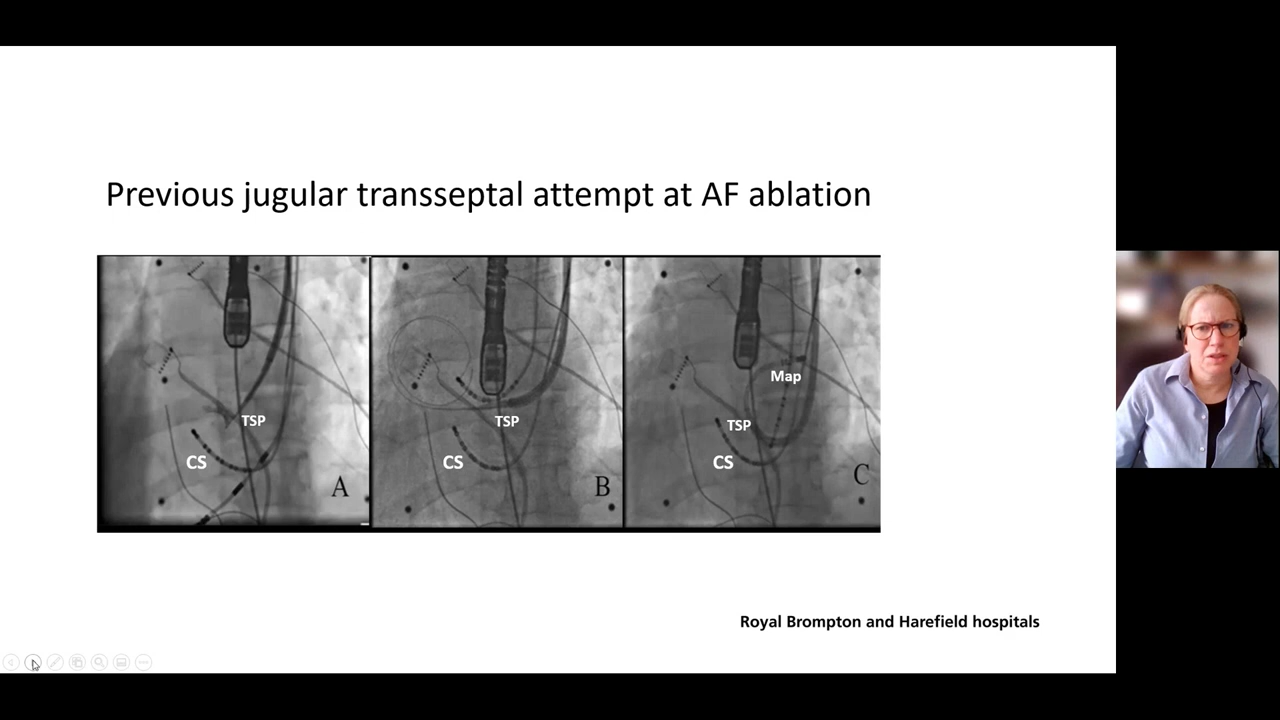 Previous jugular transseptal attempt at AF ablation
TSP
CS
A
TSP
CS
B
Map
TSP
CS
C
Royal Brompton and Harefield hospitals